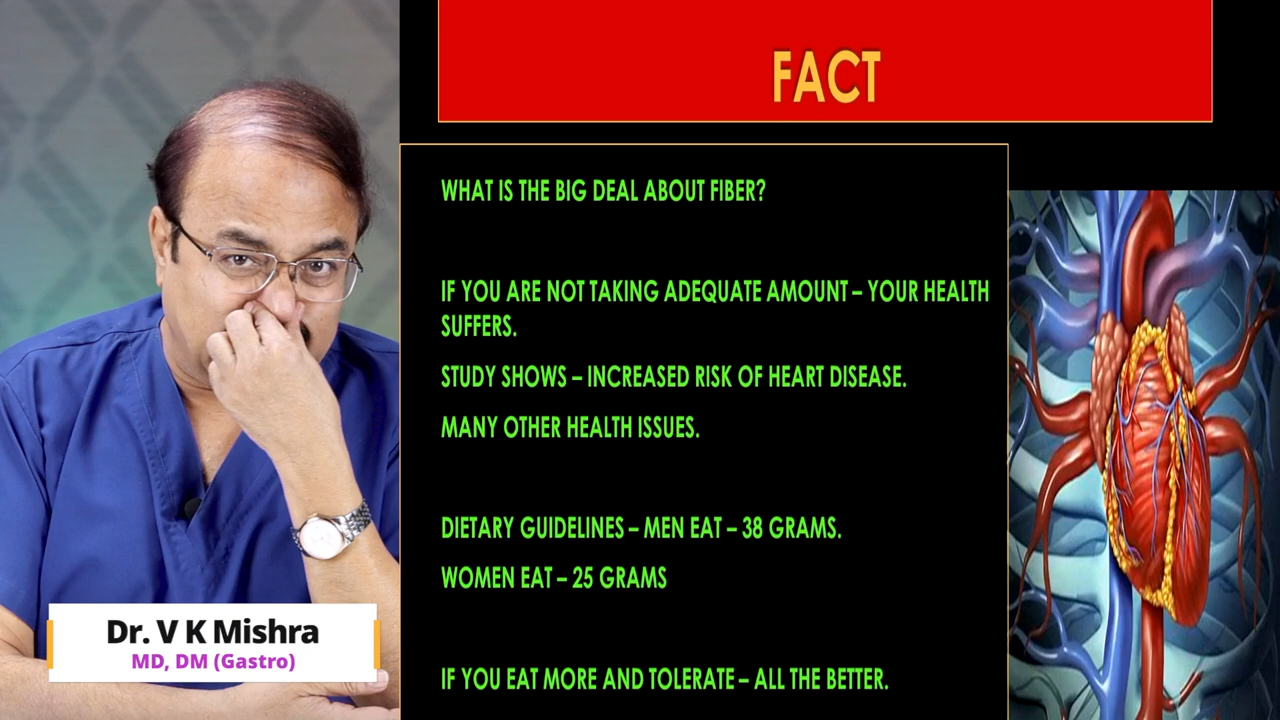 FACT
WHAT IS THE BIG DEAL ABOUT FIBER?
IF YOU ARE NOT TAKING ADEQUATE AMOUNT – YOUR HEALTH
SUFFERS.
STUDY SHOWS – INCREASED RISK OF HEART DISEASE.
MANY OTHER HEALTH ISSUES.
DIETARY GUIDELINES – MEN EAT – 38 GRAMS.
WOMEN EAT – 25 GRAMS
IF YOU EAT MORE AND TOLERATE – ALL THE BETTER.
Dr. V K Mishra
MD, DM (Gastro)